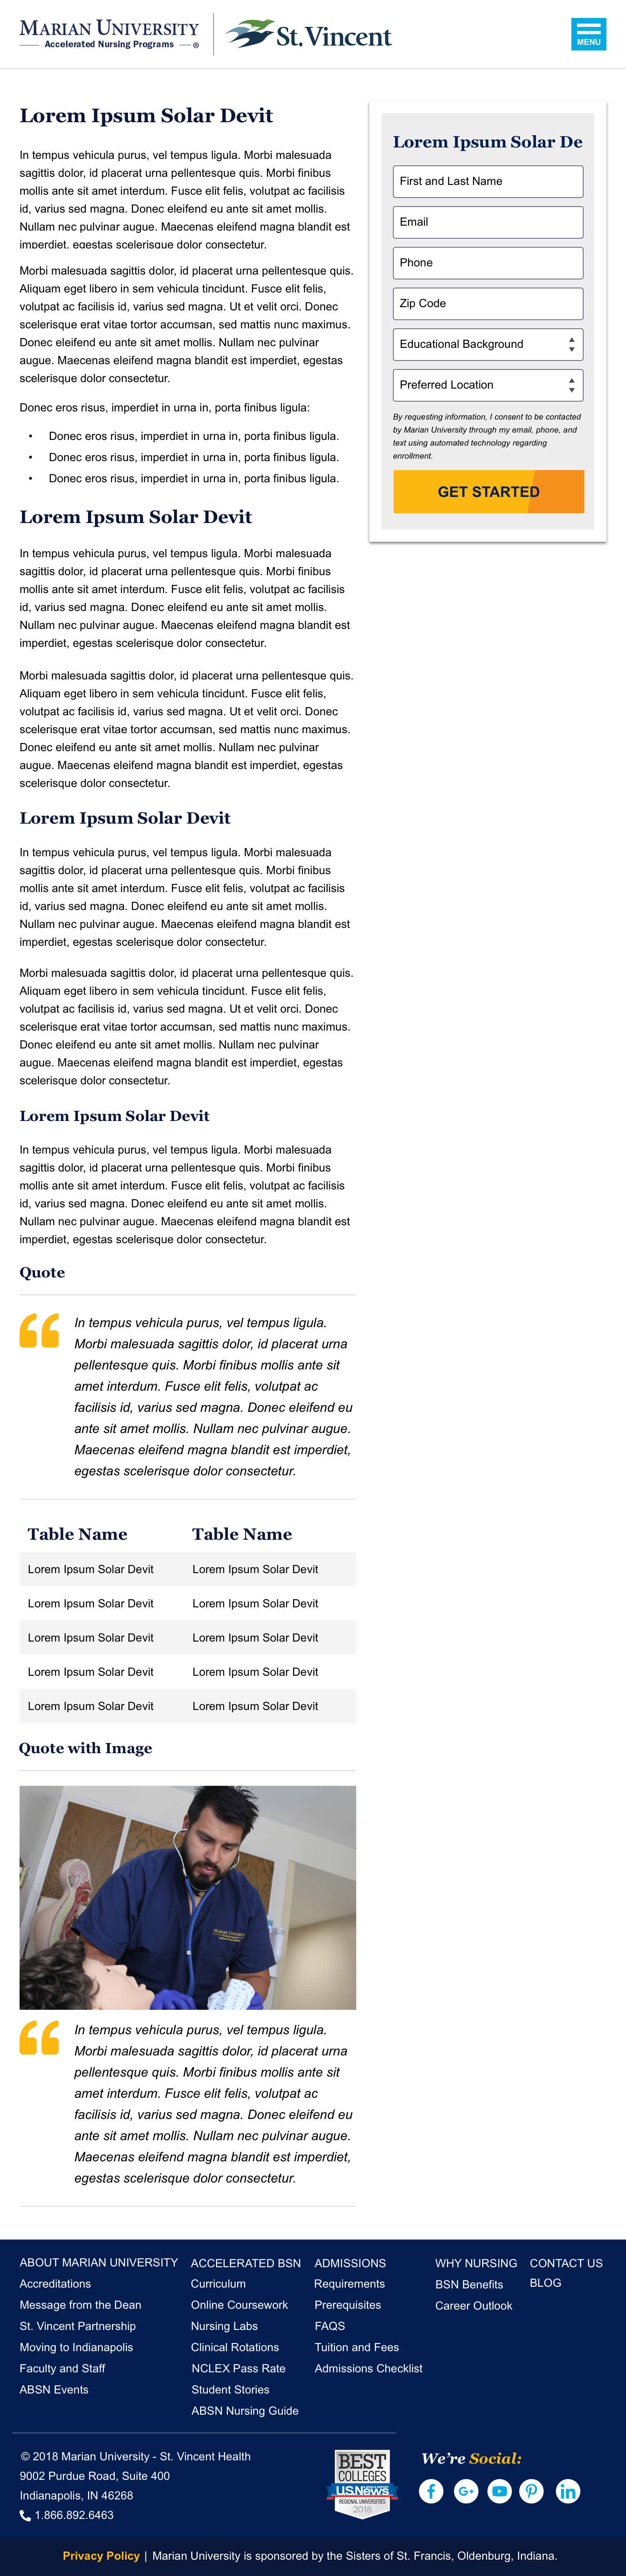 MARIAN UNIVERSITY
Accelerated Nursing Programs ®
St.Vincent
MENU
Lorem Ipsum Solar Devit
In tempus vehicula purus, vel tempus ligula. Morbi malesuada
sagittis dolor, id placerat urna pellentesque quis. Morbi finibus
mollis ante sit amet interdum. Fusce elit felis, volutpat ac facilisis
id, varius sed magna. Donec eleifend eu ante sit amet mollis.
Nullam nec pulvinar augue. Maecenas eleifend magna blandit est
imperdiet, egestas scelerisque dolor consectetur.
Morbi malesuada sagittis dolor, id placerat urna pellentesque quis.
Aliquam eget libero in sem vehicula tincidunt. Fusce elit felis,
volutpat ac facilisis id, varius sed magna. Ut et velit orci. Donec
scelerisque erat vitae tortor accumsan, sed mattis nunc maximus.
Donec eleifend eu ante sit amet mollis. Nullam nec pulvinar
augue. Maecenas eleifend magna blandit est imperdiet, egestas
scelerisque dolor consectetur.
Donec eros risus, imperdiet in urna in, porta finibus ligula:
• Donec eros risus, imperdiet in urna in, porta finibus ligula.
• Donec eros risus, imperdiet in urna in, porta finibus ligula.
• Donec eros risus, imperdiet in urna in, porta finibus ligula.
Lorem Ipsum Solar Devit
In tempus vehicula purus, vel tempus ligula. Morbi malesuada
sagittis dolor, id placerat urna pellentesque quis. Morbi finibus
mollis ante sit amet interdum. Fusce elit felis, volutpat ac facilisis
id, varius sed magna. Donec eleifend eu ante sit amet mollis.
Nullam nec pulvinar augue. Maecenas eleifend magna blandit est
imperdiet, egestas scelerisque dolor consectetur.
Morbi malesuada sagittis dolor, id placerat urna pellentesque quis.
Aliquam eget libero in sem vehicula tincidunt. Fusce elit felis,
volutpat ac facilisis id, varius sed magna. Ut et velit orci. Donec
scelerisque erat vitae tortor accumsan, sed mattis nunc maximus.
Donec eleifend eu ante sit amet mollis. Nullam nec pulvinar
augue. Maecenas eleifend magna blandit est imperdiet, egestas
scelerisque dolor consectetur.
Lorem Ipsum Solar Devit
In tempus vehicula purus, vel tempus ligula. Morbi malesuada
sagittis dolor, id placerat urna pellentesque quis. Morbi finibus
mollis ante sit amet interdum. Fusce elit felis, volutpat ac facilisis
id, varius sed magna. Donec eleifend eu ante sit amet mollis.
Nullam nec pulvinar augue. Maecenas eleifend magna blandit est
imperdiet, egestas scelerisque dolor consectetur.
Morbi malesuada sagittis dolor, id placerat urna pellentesque quis.
Aliquam eget libero in sem vehicula tincidunt. Fusce elit felis,
volutpat ac facilisis id, varius sed magna. Ut et velit orci. Donec
scelerisque erat vitae tortor accumsan, sed mattis nunc maximus.
Donec eleifend eu ante sit amet mollis. Nullam nec pulvinar
augue. Maecenas eleifend magna blandit est imperdiet, egestas
scelerisque dolor consectetur.
Lorem Ipsum Solar Devit
In tempus vehicula purus, vel tempus ligula. Morbi malesuada
sagittis dolor, id placerat urna pellentesque quis. Morbi finibus
mollis ante sit amet interdum. Fusce elit felis, volutpat ac facilisis
id, varius sed magna. Donec eleifend eu ante sit amet mollis.
Nullam nec pulvinar augue. Maecenas eleifend magna blandit est
imperdiet, egestas scelerisque dolor consectetur.
Quote
“ In tempus vehicula purus, vel tempus ligula.
Morbi malesuada sagittis dolor, id placerat urna
pellentesque quis. Morbi finibus mollis ante sit
amet interdum. Fusce elit felis, volutpat ac
facilisis id, varius sed magna. Donec eleifend eu
ante sit amet mollis. Nullam nec pulvinar augue.
Maecenas eleifend magna blandit est imperdiet,
egestas scelerisque dolor consectetur.
Table Name Table Name
Lorem Ipsum Solar Devit Lorem Ipsum Solar Devit
Lorem Ipsum Solar Devit Lorem Ipsum Solar Devit
Lorem Ipsum Solar Devit Lorem Ipsum Solar Devit
Lorem Ipsum Solar Devit Lorem Ipsum Solar Devit
Lorem Ipsum Solar Devit Lorem Ipsum Solar Devit
Quote with Image
“ In tempus vehicula purus, vel tempus ligula.
Morbi malesuada sagittis dolor, id placerat urna
pellentesque quis. Morbi finibus mollis ante sit
amet interdum. Fusce elit felis, volutpat ac
facilisis id, varius sed magna. Donec eleifend eu
ante sit amet mollis. Nullam nec pulvinar augue.
Maecenas eleifend magna blandit est imperdiet,
egestas scelerisque dolor consectetur.
Lorem Ipsum Solar De
First and Last Name
Email
Phone
Zip Code
Educational Background
Preferred Location
By requesting information, I consent to be contacted
by Marian University through my email, phone, and
text using automated technology regarding
enrollment.
GET STARTED
ABOUT MARIAN UNIVERSITY
Accreditations
Message from the Dean
St. Vincent Partnership
Moving to Indianapolis
Faculty and Staff
ABSN Events
ACCELERATED BSN
Curriculum
Online Coursework
Nursing Labs
Clinical Rotations
NCLEX Pass Rate
Student Stories
ABSN Nursing Guide
ADMISSIONS
Requirements
Prerequisites
FAQS
Tuition and Fees
Admissions Checklist
WHY NURSING
BSN Benefits
Career Outlook
CONTACT US
BLOG
© 2018 Marian University - St. Vincent Health
9002 Purdue Road, Suite 400
Indianapolis, IN 46268
1.866.892.6463
BEST
COLLEGES
U.S.News
REGIONAL UNIVERSITIES
2018
We're Social:
Privacy Policy | Marian University is sponsored by the Sisters of St. Francis, Oldenburg, Indiana.